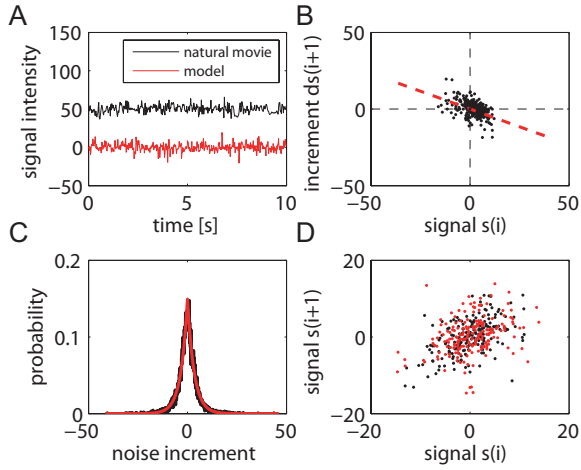 A
signal intensity
150
100
50
0
−50
natural movie
model
0
5
10
time [s]
B
increment ds(i+1)
50
0
−50
−50
0
50
signal s(i)
C
probability
0.2
0.1
0
−50
0
50
noise increment
D
signal s(i+1)
20
0
−20
−20
0
20
signal s(i)